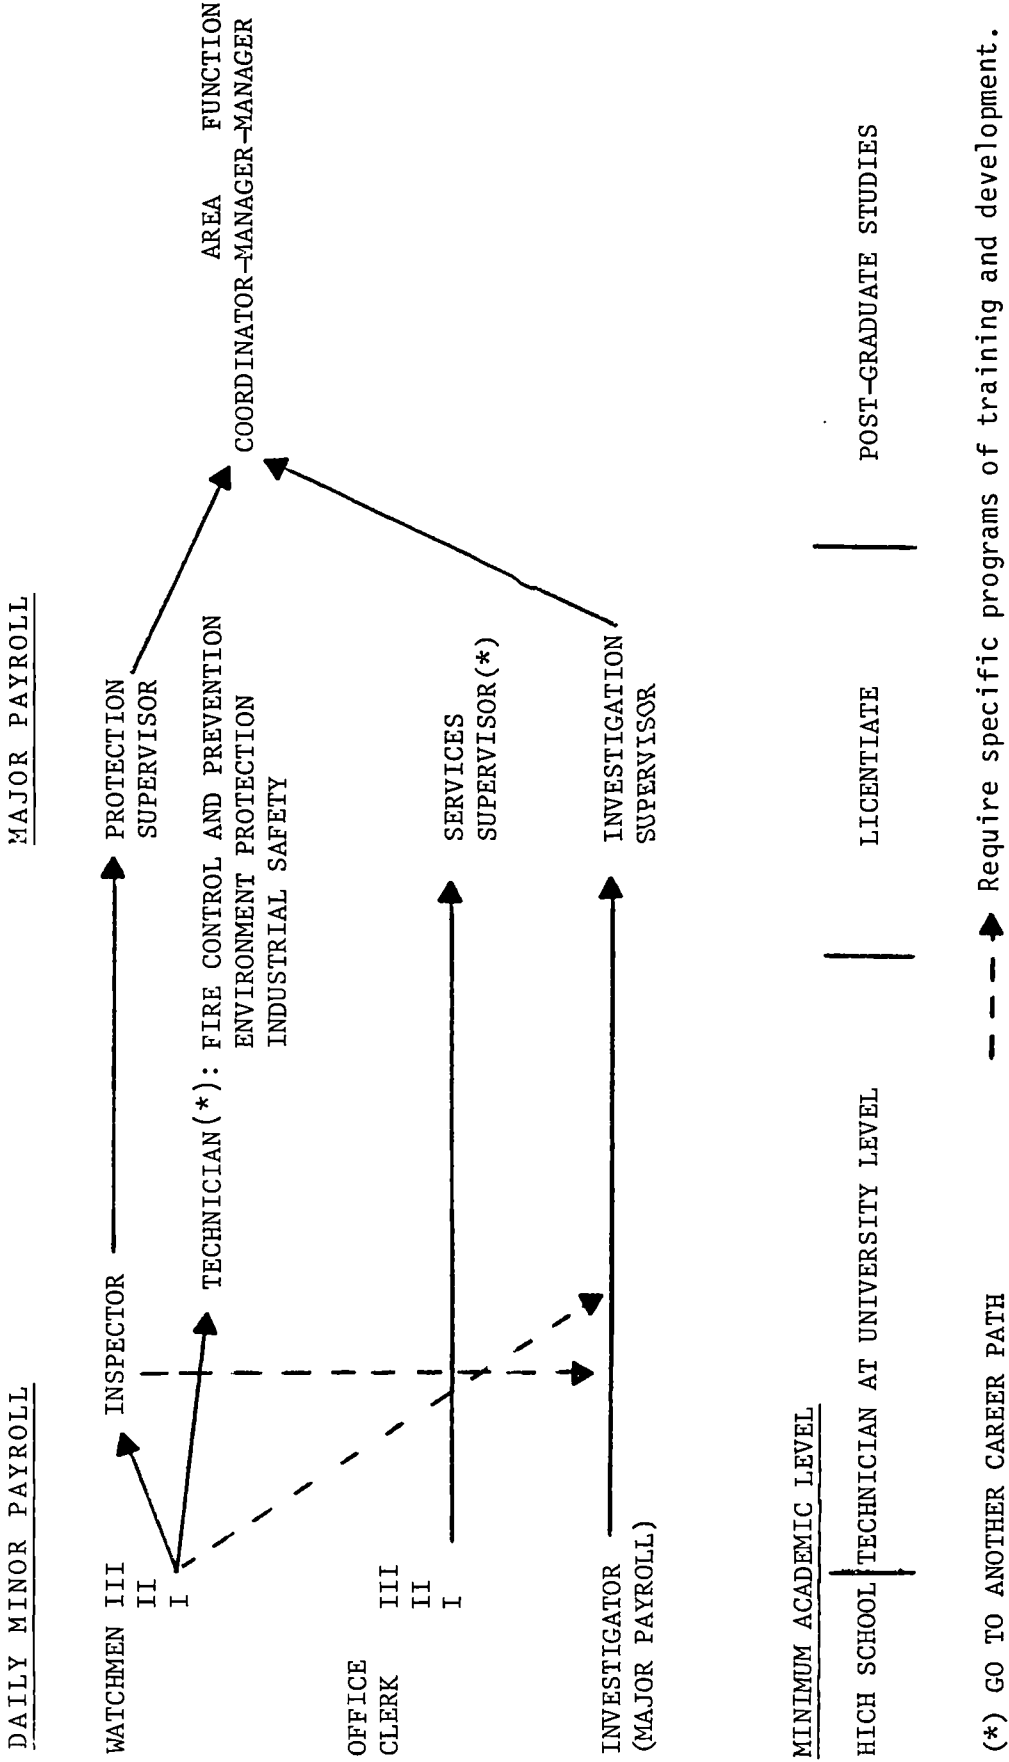 DAILY MINOR PAYROLL
MAJOR PAYROLL
WATCHMEN III
II
I
INSPECTOR
PROTECTION
SUPERVISOR
TECHNICIAN(*): FIRE CONTROL AND PREVENTION
ENVIRONMENT PROTECTION
INDUSTRIAL SAFETY
AREA FUNCTION
COORDINATOR-MANAGER-MANAGER
OFFICE
CLERK
III
II
I
SERVICES
SUPERVISOR(*)
INVESTIGATOR
(MAJOR PAYROLL)
INVESTIGATION
SUPERVISOR
MINIMUM ACADEMIC LEVEL
HICH SCHOOL TECHNICIAN AT UNIVERSITY LEVEL LICENTIATE POST-GRADUATE STUDIES
(*) GO TO ANOTHER CAREER PATH
Require specific programs of training and development.